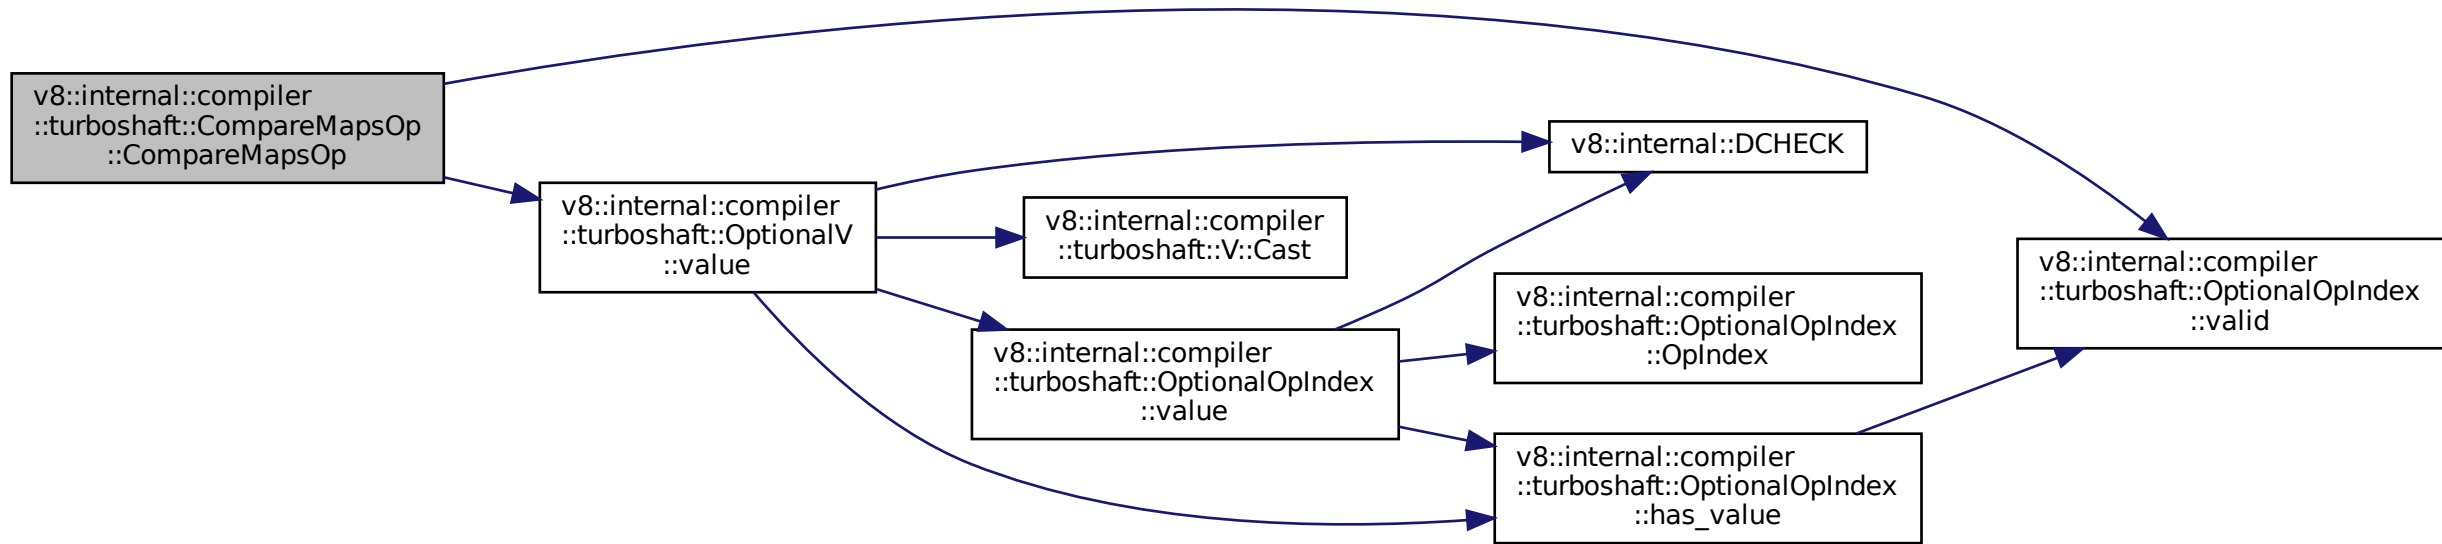 v8::internal::compiler
::turboshaft::CompareMapsOp
::CompareMapsOp
v8::internal::compiler
::turboshaft::OptionalV
::value
v8::internal::DCHECK
v8::internal::compiler
::turboshaft::V::Cast
v8::internal::compiler
::turboshaft::OptionalOpIndex
::value
v8::internal::compiler
::turboshaft::OptionalOpIndex
::OpIndex
v8::internal::compiler
::turboshaft::OptionalOpIndex
::has_value
v8::internal::compiler
::turboshaft::OptionalOpIndex
::valid